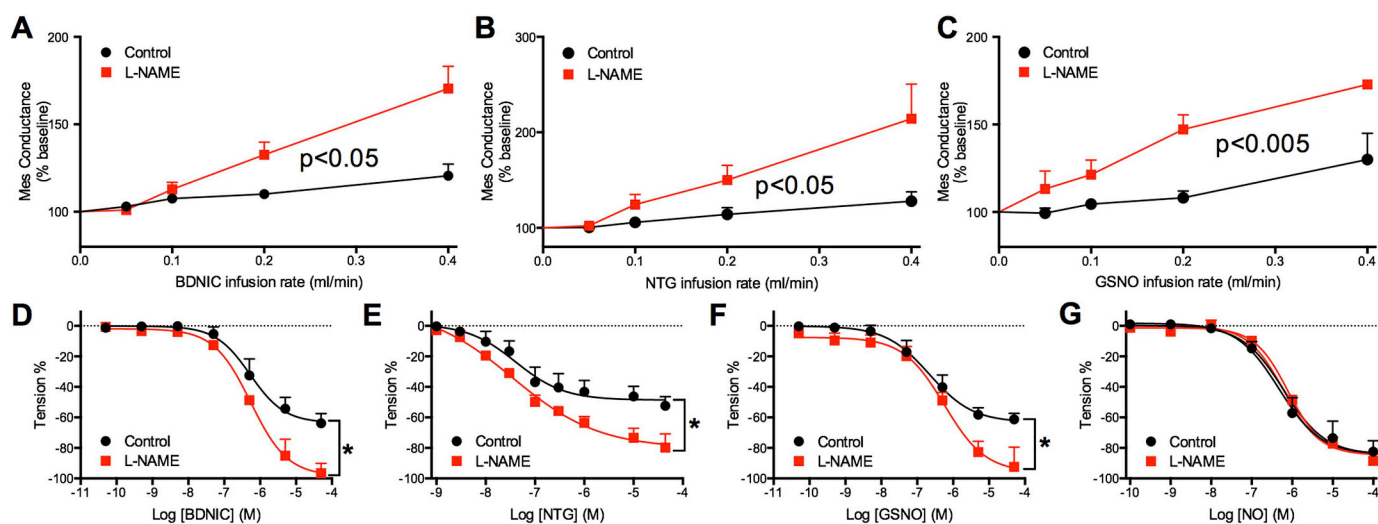 A
200
150
100
Mes Conductance
(% baseline)
Control
L-NAME
p<0.05
0.0
0.1
0.2
0.3
0.4
BDNIC infusion rate (ml/min)
B
300
200
100
Mes Conductance
(% baseline)
Control
L-NAME
p<0.05
0.0
0.1
0.2
0.3
0.4
NTG infusion rate (ml/min)
C
200
150
100
Mes Conductance
(% baseline)
Control
L-NAME
p<0.005
0.0
0.1
0.2
0.3
0.4
GSNO infusion rate (ml/min)
D
0
-20
-40
-60
-80
-100
Tension %
Control
L-NAME
*
-11
-10
-9
-8
-7
-6
-5
-4
Log [BDNIC] (M)
E
0
-20
-40
-60
-80
-100
Tension %
Control
L-NAME
*
-9
-8
-7
-6
-5
-4
Log [NTG] (M)
F
0
-20
-40
-60
-80
-100
Tension %
Control
L-NAME
*
-11
-10
-9
-8
-7
-6
-5
-4
Log [GSNO] (M)
G
0
-20
-40
-60
-80
-100
Tension %
Control
L-NAME
-10
-9
-8
-7
-6
-5
-4
Log [NO] (M)